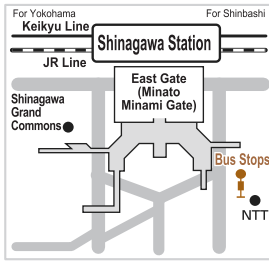 For Yokohama
For Shinbashi
Keikyu Line
Shinagawa Station
JR Line
East Gate
(Minato
Minami Gate)
Shinagawa
Grand
Commons
Bus Stops
NTT